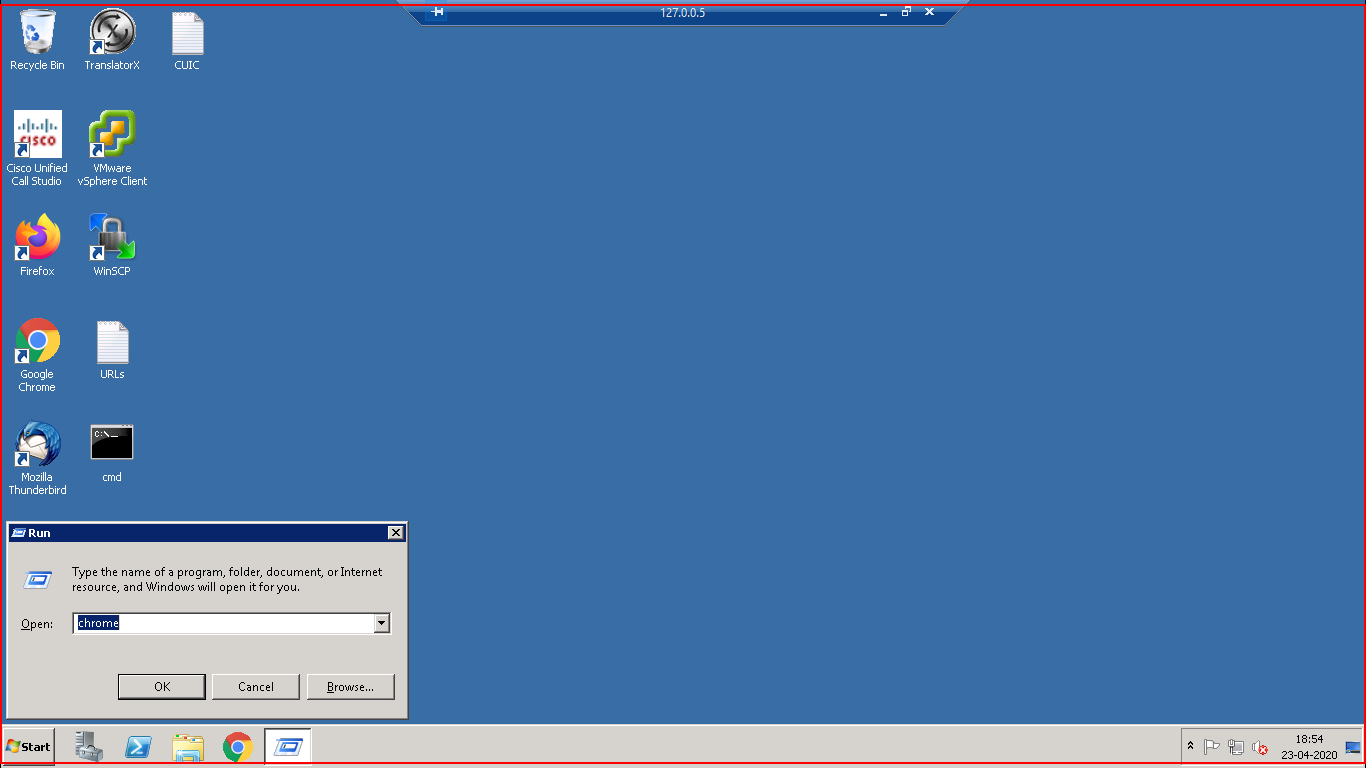 127.0.0.5
Recycle Bin
TranslatorX
CUIC
CISCO
Cisco Unified
Call Studio
VMware
vSphere Client
Firefox
WinSCP
Google
Chrome
URLs
C:\_
Mozilla
Thunderbird
cmd
Run
Type the name of a program, folder, document, or Internet
resource, and Windows will open it for you.
Open:
chrome
OK
Cancel
Browse...
Start
18:54
23-04-2020